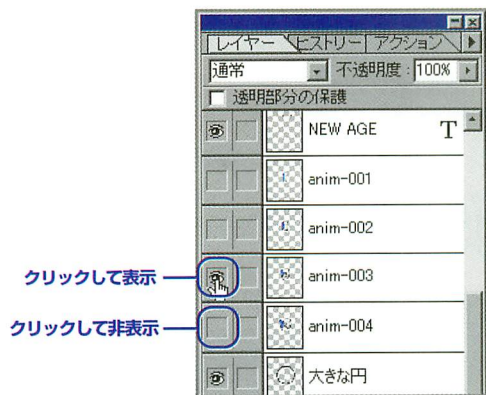 レイヤー ヒストリー アクション
通常 不透明度 : 100%
透明部分の保護
NEW AGE T
anim-001
anim-002
クリックして表示 anim-003
クリックして非表示 anim-004
大きな円